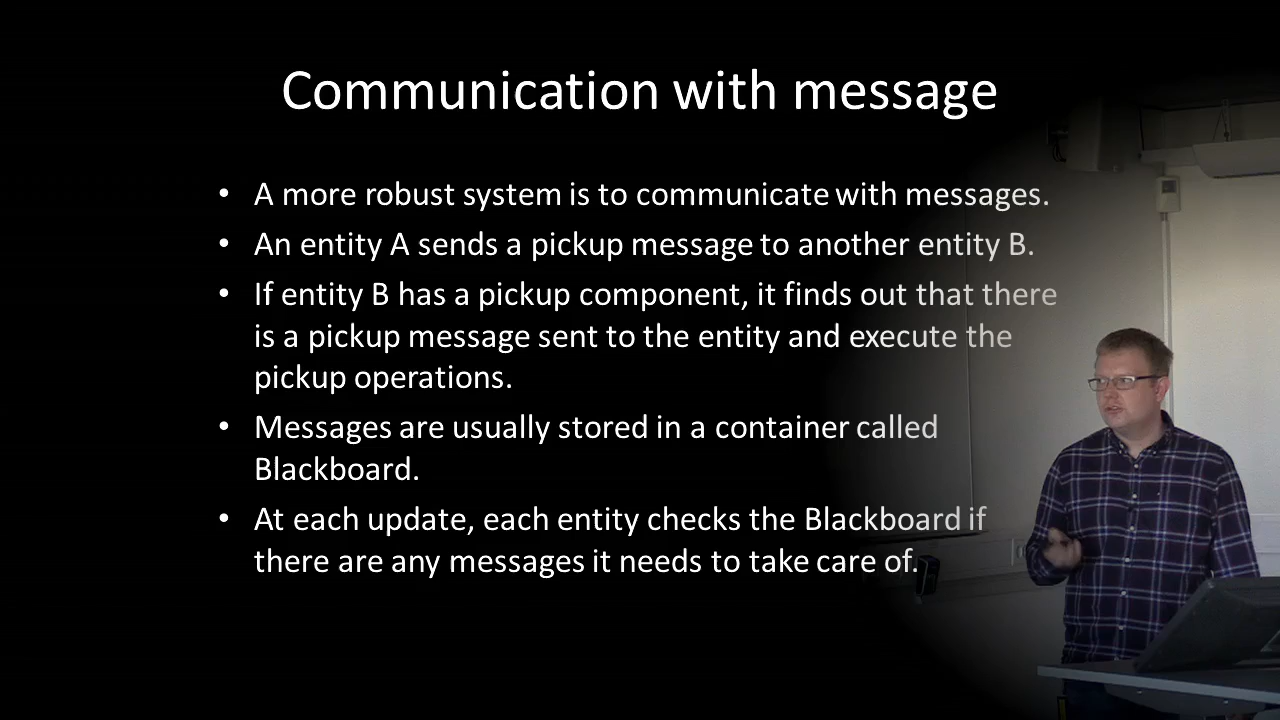 Communication with message
• A more robust system is to communicate with messages.
• An entity A sends a pickup message to another entity B.
• If entity B has a pickup component, it finds out that there
is a pickup message sent to the entity and execute the
pickup operations.
• Messages are usually stored in a container called
Blackboard.
• At each update, each entity checks the Blackboard if
there are any messages it needs to take care of.